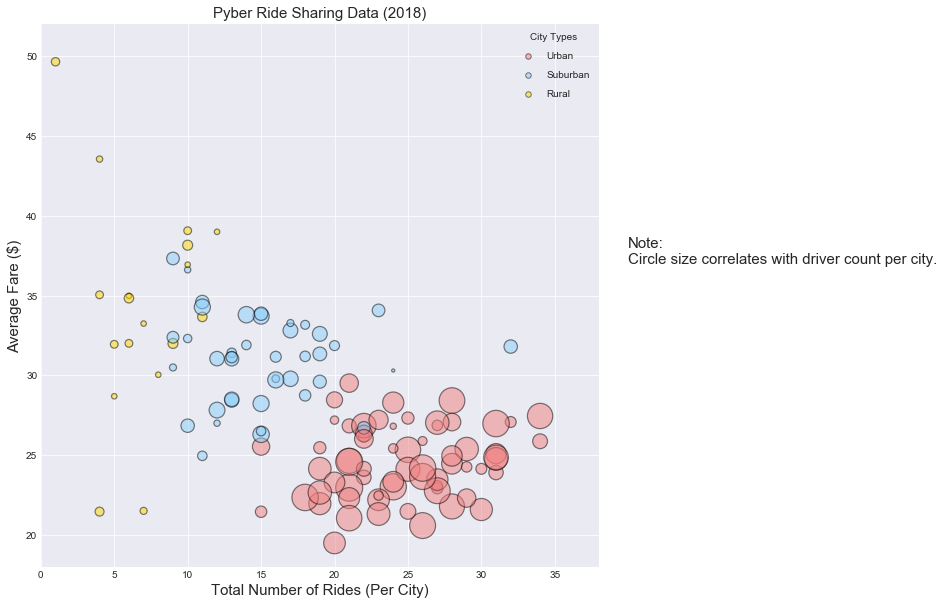 Pyber Ride Sharing Data (2018)
City Types
Urban
Suburban
Rural
50
45
40
35
30
25
20
Average Fare ($)
0 5 10 15 20 25 30 35
Total Number of Rides (Per City)
Note:
Circle size correlates with driver count per city.